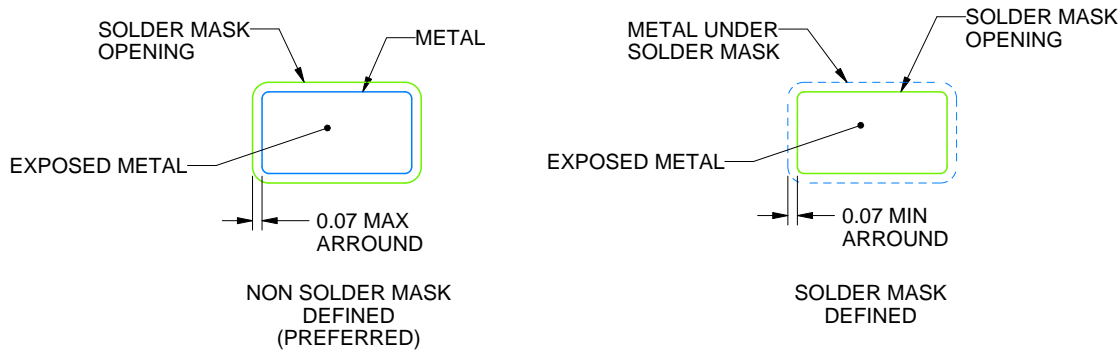 SOLDER MASK
OPENING
METAL
EXPOSED METAL
0.07 MAX
ARROUND
NON SOLDER MASK
DEFINED
(PREFERRED)
METAL UNDER
SOLDER MASK
SOLDER MASK
OPENING
EXPOSED METAL
0.07 MIN
ARROUND
SOLDER MASK
DEFINED